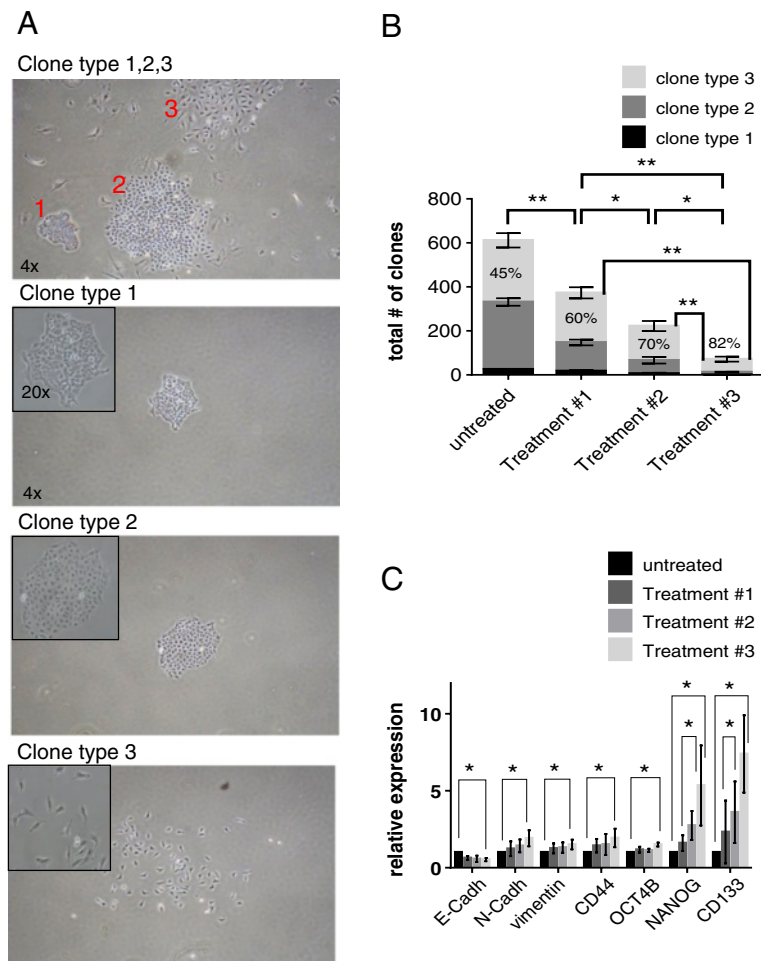 A
Clone type 1,2,3
3
2
1
4x
Clone type 1
20x
4x
Clone type 2
Clone type 3
B
clone type 3
clone type 2
clone type 1
**
** * *
800
600
400
200
0
total # of clones
**
**
45%
60%
70%
82%
untreated
Treatment #1
Treatment #2
Treatment #3
C
untreated
Treatment #1
Treatment #2
Treatment #3
relative expression
10
5
0
* * * * * * * * *
E-Cadh
N-Cadh
vimentin
CD44
OCT4B
NANOG
CD133